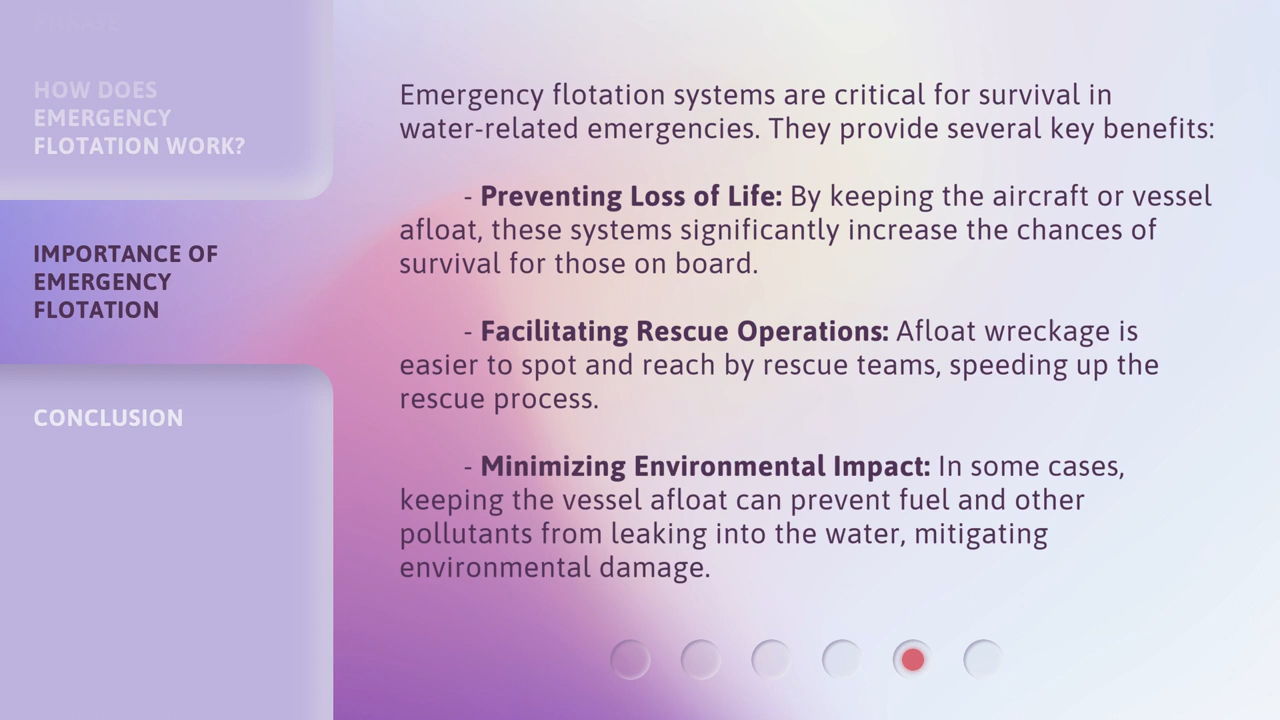 PHRASE
HOW DOES
EMERGENCY
FLOTATION WORK?
IMPORTANCE OF
EMERGENCY
FLOTATION
CONCLUSION
Emergency flotation systems are critical for survival in
water-related emergencies. They provide several key benefits:
- Preventing Loss of Life: By keeping the aircraft or vessel
afloat, these systems significantly increase the chances of
survival for those on board.
- Facilitating Rescue Operations: Afloat wreckage is
easier to spot and reach by rescue teams, speeding up the
rescue process.
- Minimizing Environmental Impact: In some cases,
keeping the vessel afloat can prevent fuel and other
pollutants from leaking into the water, mitigating
environmental damage.